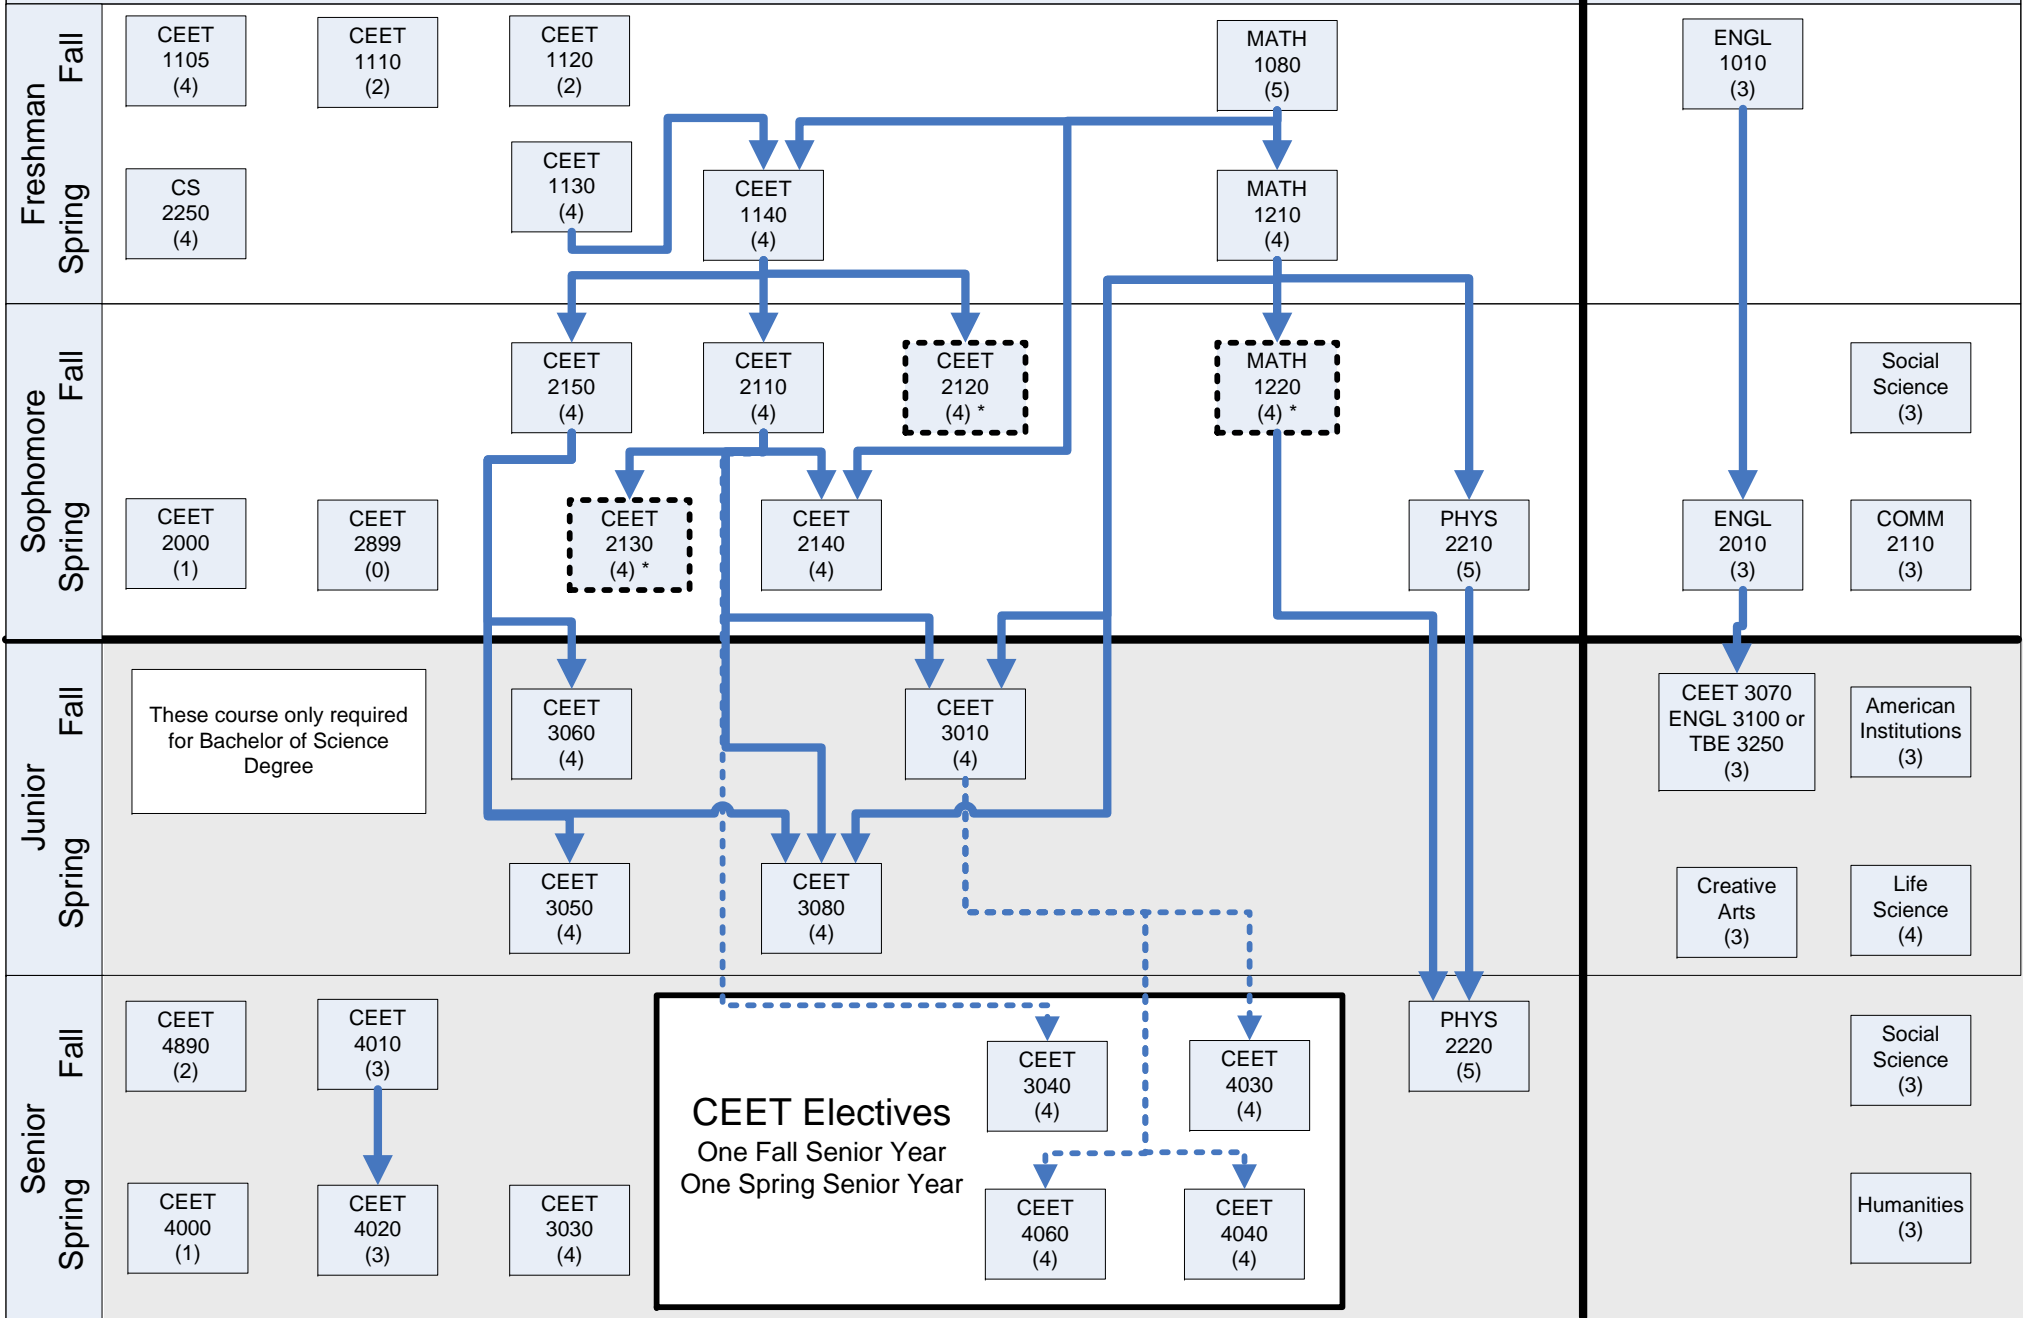 Freshman
Fall
CEET
1105
(4)
CEET
1110
(2)
CEET
1120
(2)
MATH
1080
(5)
ENGL
1010
(3)
Spring
CS
2250
(4)
CEET
1130
(4)
CEET
1140
(4)
MATH
1210
(4)
Sophomore
Fall
CEET
2150
(4)
CEET
2110
(4)
CEET
2120
(4) *
MATH
1220
(4) *
Social
Science
(3)
Spring
CEET
2000
(1)
CEET
2899
(0)
CEET
2130
(4) *
CEET
2140
(4)
PHYS
2210
(5)
ENGL
2010
(3)
COMM
2110
(3)
Junior
Fall
These course only required
for Bachelor of Science
Degree
CEET
3060
(4)
CEET
3010
(4)
CEET 3070
ENGL 3100 or
TBE 3250
(3)
American
Institutions
(3)
Spring
CEET
3050
(4)
CEET
3080
(4)
Creative
Arts
(3)
Life
Science
(4)
Senior
Fall
CEET
4890
(2)
CEET
4010
(3)
CEET Electives
One Fall Senior Year
One Spring Senior Year
CEET
3040
(4)
CEET
4030
(4)
PHYS
2220
(5)
Social
Science
(3)
Spring
CEET
4000
(1)
CEET
4020
(3)
CEET
3030
(4)
CEET
4060
(4)
CEET
4040
(4)
Humanities
(3)